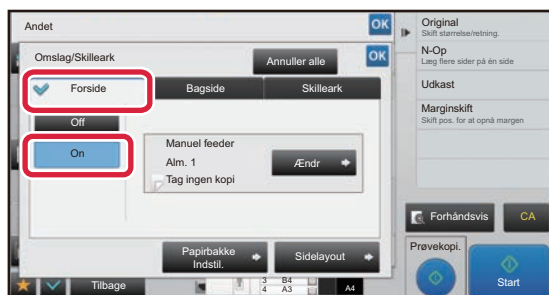 Andet
OK
Omslag/Skilleark
Annuller alle
OK
Forside
Bagside
Skilleark
Off
On
Manuel feeder
Alm. 1
Tag ingen kopi
Ændr
Papirbakke
Indstil.
Sidelayout
Tilbage
3 B4
4 A3
A4
Original
Skift størrelse/retning.
N-Op
Læg flere sider på én side
Udkast
Marginskift
Skift pos. for at opnå margen
Forhåndsvis
CA
Prøvekopi.
Start